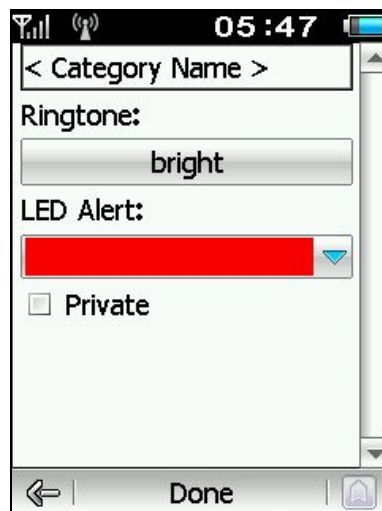 05:47
< Category Name >
Ringtone:
bright
LED Alert:
Private
Done